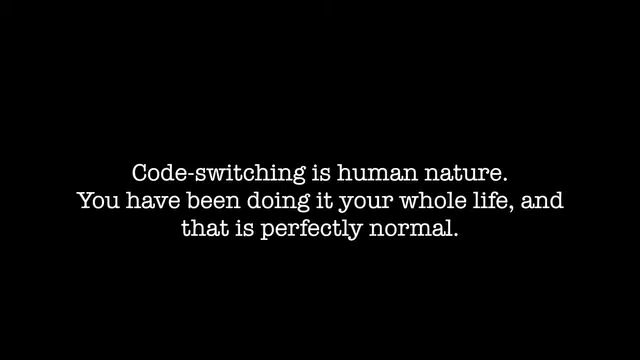 Code-switching is human nature.
You have been doing it your whole life, and
that is perfectly normal.